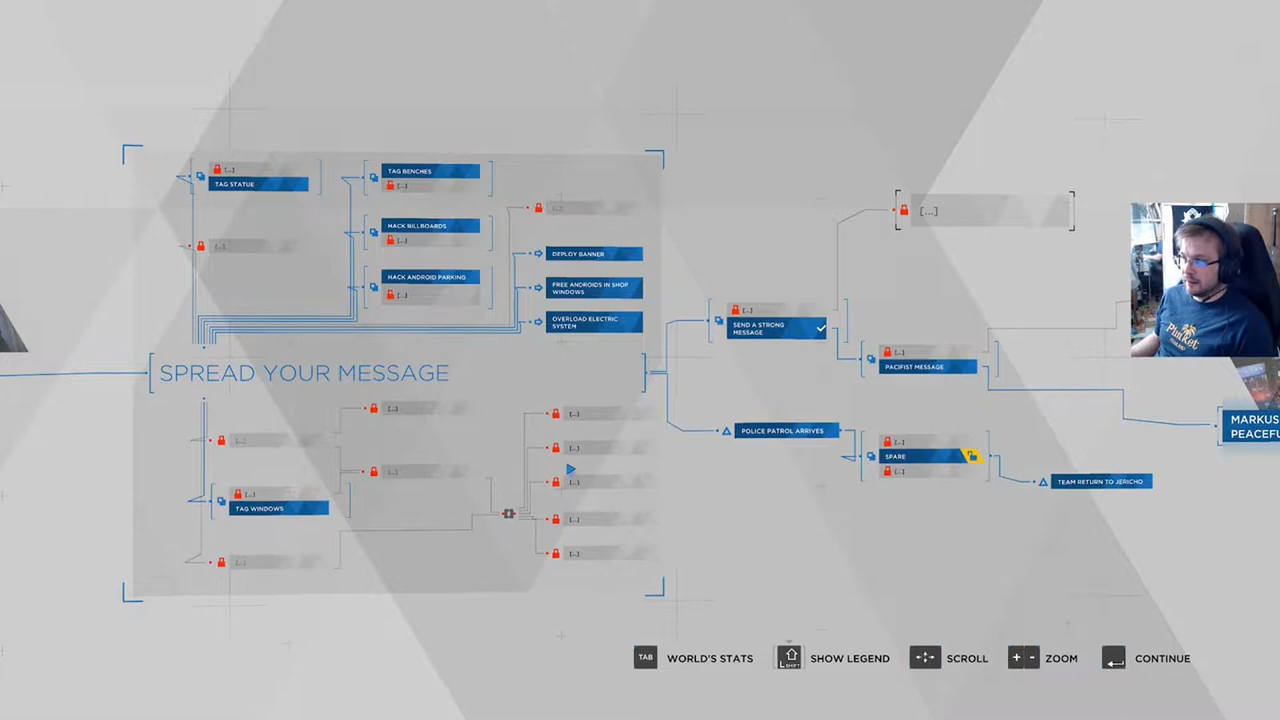 [...]
TAG STATUE
[...]
TAG BENCHES
[...]
HACK BILLBOARDS
[...]
HACK ANDROID PARKING
[...]
[...]
DEPLOY BANNER
FREE ANDROIDS IN SHOP
WINDOWS
OVERLOAD ELECTRIC
SYSTEM
SPREAD YOUR MESSAGE
[...]
[...]
TAG WINDOWS
[...]
[...]
[...]
[...]
[...]
[...]
[...]
[...]
[...]
SEND A STRONG
MESSAGE
[...]
[...]
PACIFIST MESSAGE
POLICE PATROL ARRIVES
[...]
SPARE
[...]
TEAM RETURN TO JERICHO
MARKUS
PEACEFU
Phuket
TAB
WORLD'S STATS
L SHIFT
SHOW LEGEND
SCROLL
+ -
ZOOM
CONTINUE